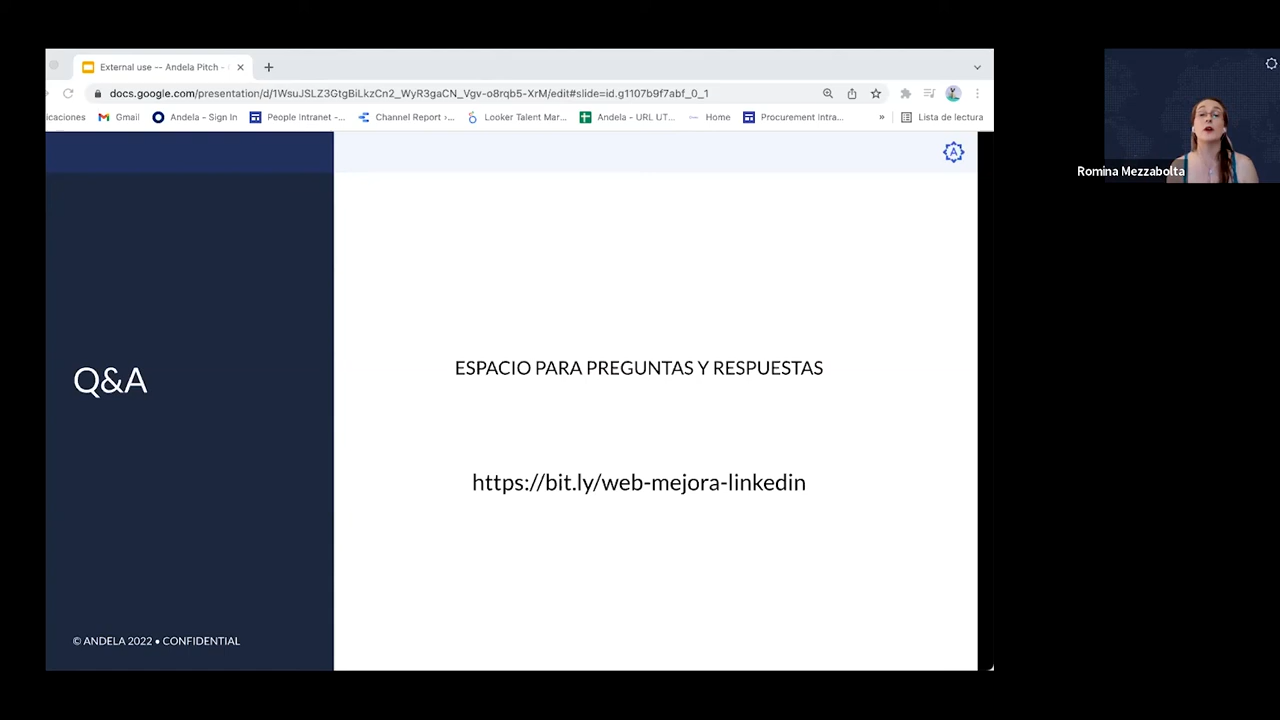 External use -- Andela Pitch -
docs.google.com/presentation/d/1WsuJSLZ3GtgBiLkzCn2_WyR3gaCN_Vgv-o8rqb5-XrM/edit#slide=id.g1107b9f7abf_0_1
icaciones Gmail Andela - Sign In People Intranet -... Channel Report ›... Looker Talent Mar... Andela - URL UT... Home Procurement Intra... » Lista de lectura
A
Romina Mezzabolta
Q&A
ESPACIO PARA PREGUNTAS Y RESPUESTAS
https://bit.ly/web-mejora-linkedin
© ANDELA 2022 • CONFIDENTIAL